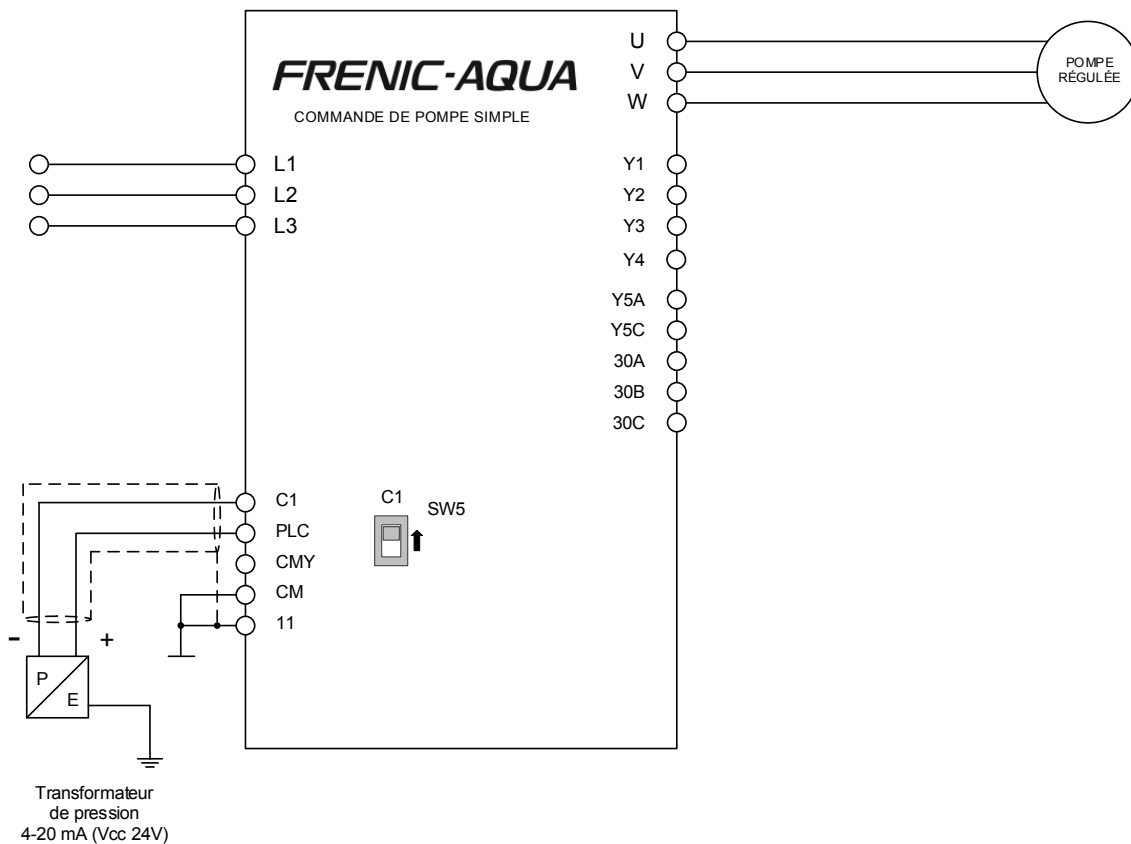 FRENIC-AQUA
COMMANDE DE POMPE SIMPLE
L1
L2
L3
U
V
W
POMPE
RÉGULÉE
Y1
Y2
Y3
Y4
Y5A
Y5C
30A
30B
30C
C1
PLC
CMY
CM
11
C1
SW5
-
+
P
E
Transformateur
de pression
4-20 mA (Vcc 24V)